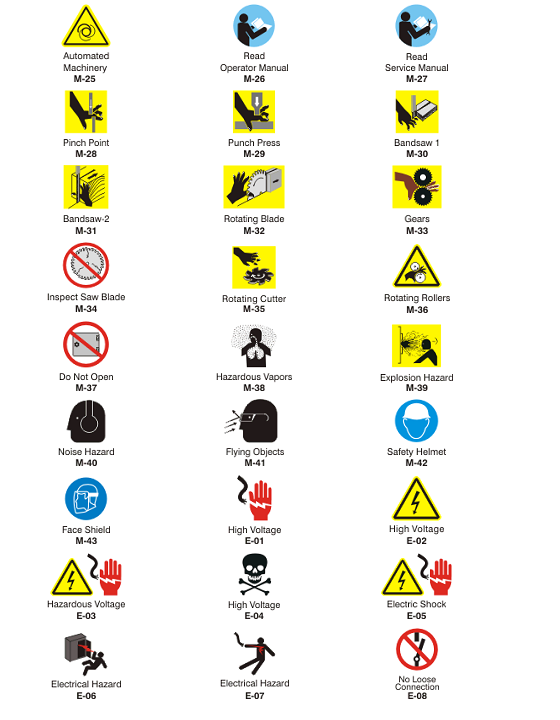 Automated
Machinery
M-25
Read
Operator Manual
M-26
Read
Service Manual
M-27
Pinch Point
M-28
Punch Press
M-29
Bandsaw 1
M-30
Bandsaw-2
M-31
Rotating Blade
M-32
Gears
M-33
Inspect Saw Blade
M-34
Rotating Cutter
M-35
Rotating Rollers
M-36
Do Not Open
M-37
Hazardous Vapors
M-38
Explosion Hazard
M-39
Noise Hazard
M-40
Flying Objects
M-41
Safety Helmet
M-42
Face Shield
M-43
High Voltage
E-01
High Voltage
E-02
Hazardous Voltage
E-03
High Voltage
E-04
Electric Shock
E-05
Electrical Hazard
E-06
Electrical Hazard
E-07
No Loose
Connection
E-08